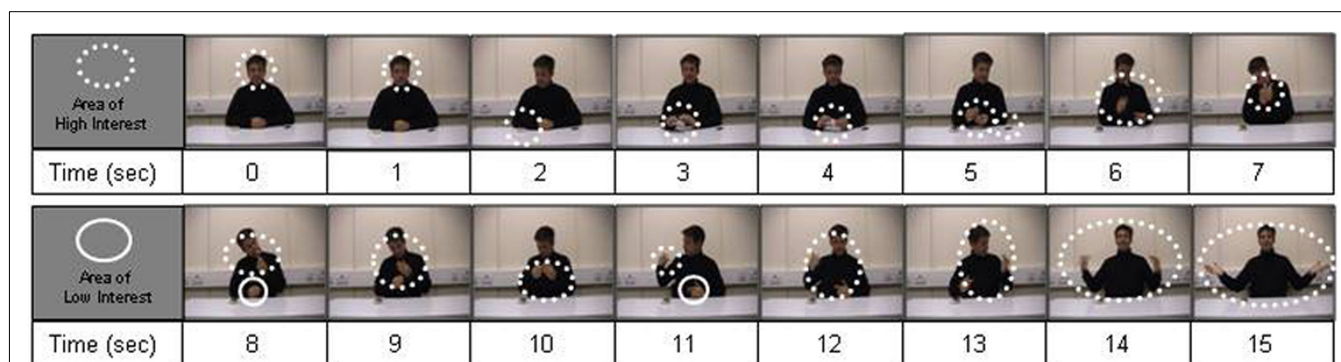 Area of
High Interest
Time (sec) 0 1 2 3 4 5 6 7
Area of
Low Interest
Time (sec) 8 9 10 11 12 13 14 15